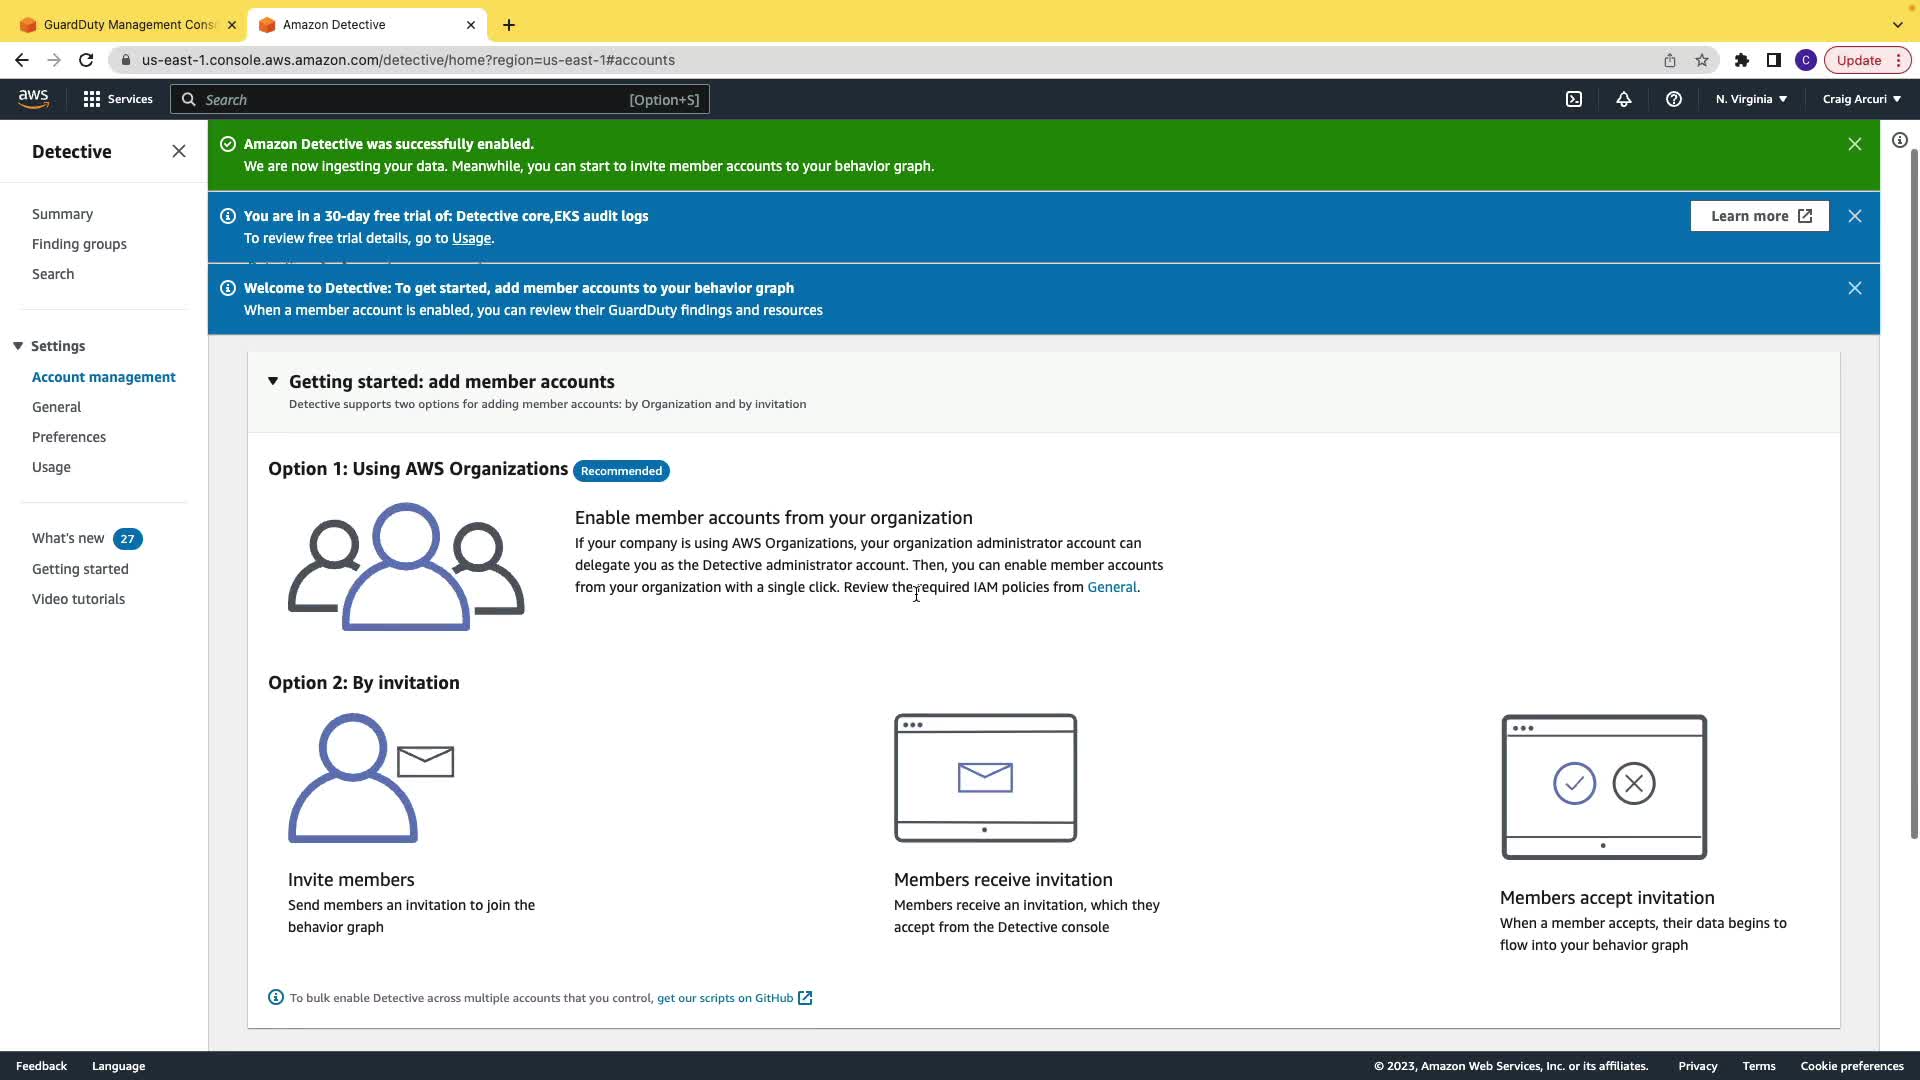 GuardDuty Management Cons
Amazon Detective
us-east-1.console.aws.amazon.com/detective/home?region=us-east-1#accounts
C
Update
aws
Services
Search
[Option+S]
N. Virginia
Craig Arcuri
Detective
Summary
Finding groups
Search
Settings
Account management
General
Preferences
Usage
What's new 27
Getting started
Video tutorials
Amazon Detective was successfully enabled.
We are now ingesting your data. Meanwhile, you can start to invite member accounts to your behavior graph.
You are in a 30-day free trial of: Detective core,EKS audit logs
To review free trial details, go to Usage.
Learn more
Welcome to Detective: To get started, add member accounts to your behavior graph
When a member account is enabled, you can review their GuardDuty findings and resources
Getting started: add member accounts
Detective supports two options for adding member accounts: by Organization and by invitation
Option 1: Using AWS Organizations Recommended
Enable member accounts from your organization
If your company is using AWS Organizations, your organization administrator account can
delegate you as the Detective administrator account. Then, you can enable member accounts
from your organization with a single click. Review the required IAM policies from General.
Option 2: By invitation
Invite members
Send members an invitation to join the
behavior graph
Members receive invitation
Members receive an invitation, which they
accept from the Detective console
Members accept invitation
When a member accepts, their data begins to
flow into your behavior graph
To bulk enable Detective across multiple accounts that you control, get our scripts on GitHub
Feedback
Language
© 2023, Amazon Web Services, Inc. or its affiliates.
Privacy
Terms
Cookie preferences